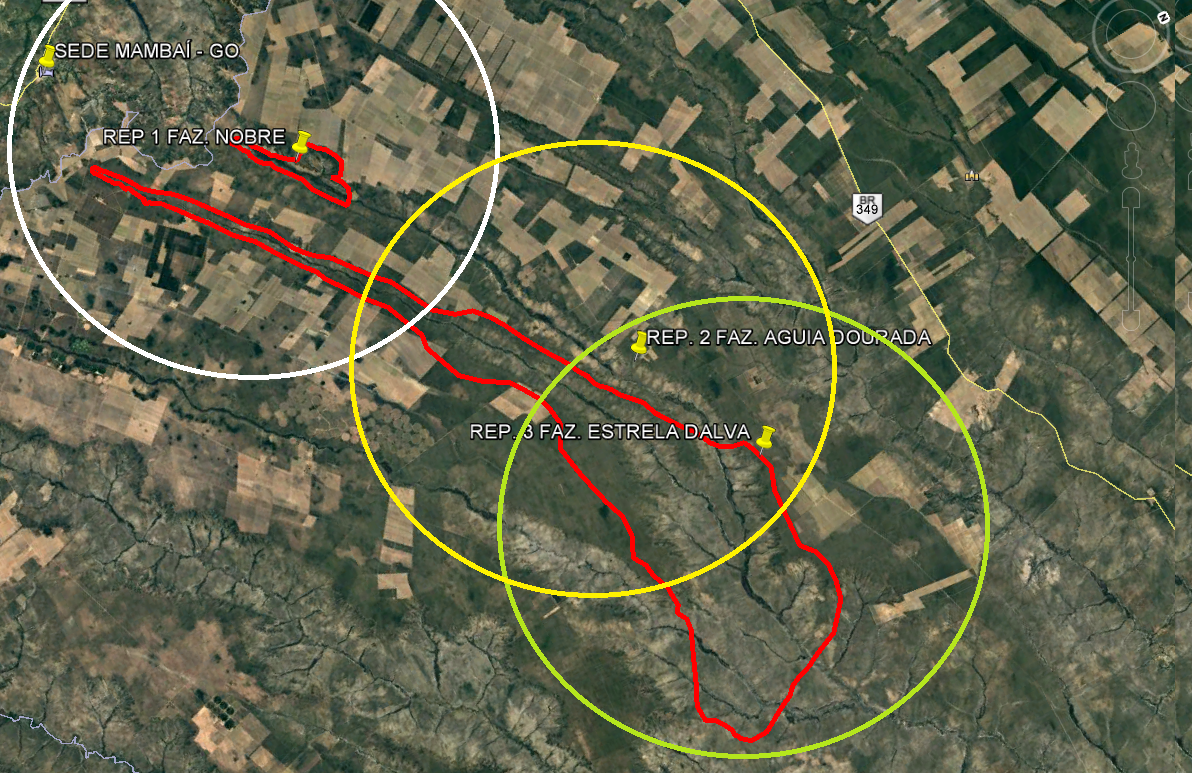 SEDE MAMBAÍ - GO
N
REP 1 FAZ. NOBRE
BR
349
REP. 2 FAZ. AGUIA DOURADA
REP. 3 FAZ. ESTRELA DALVA